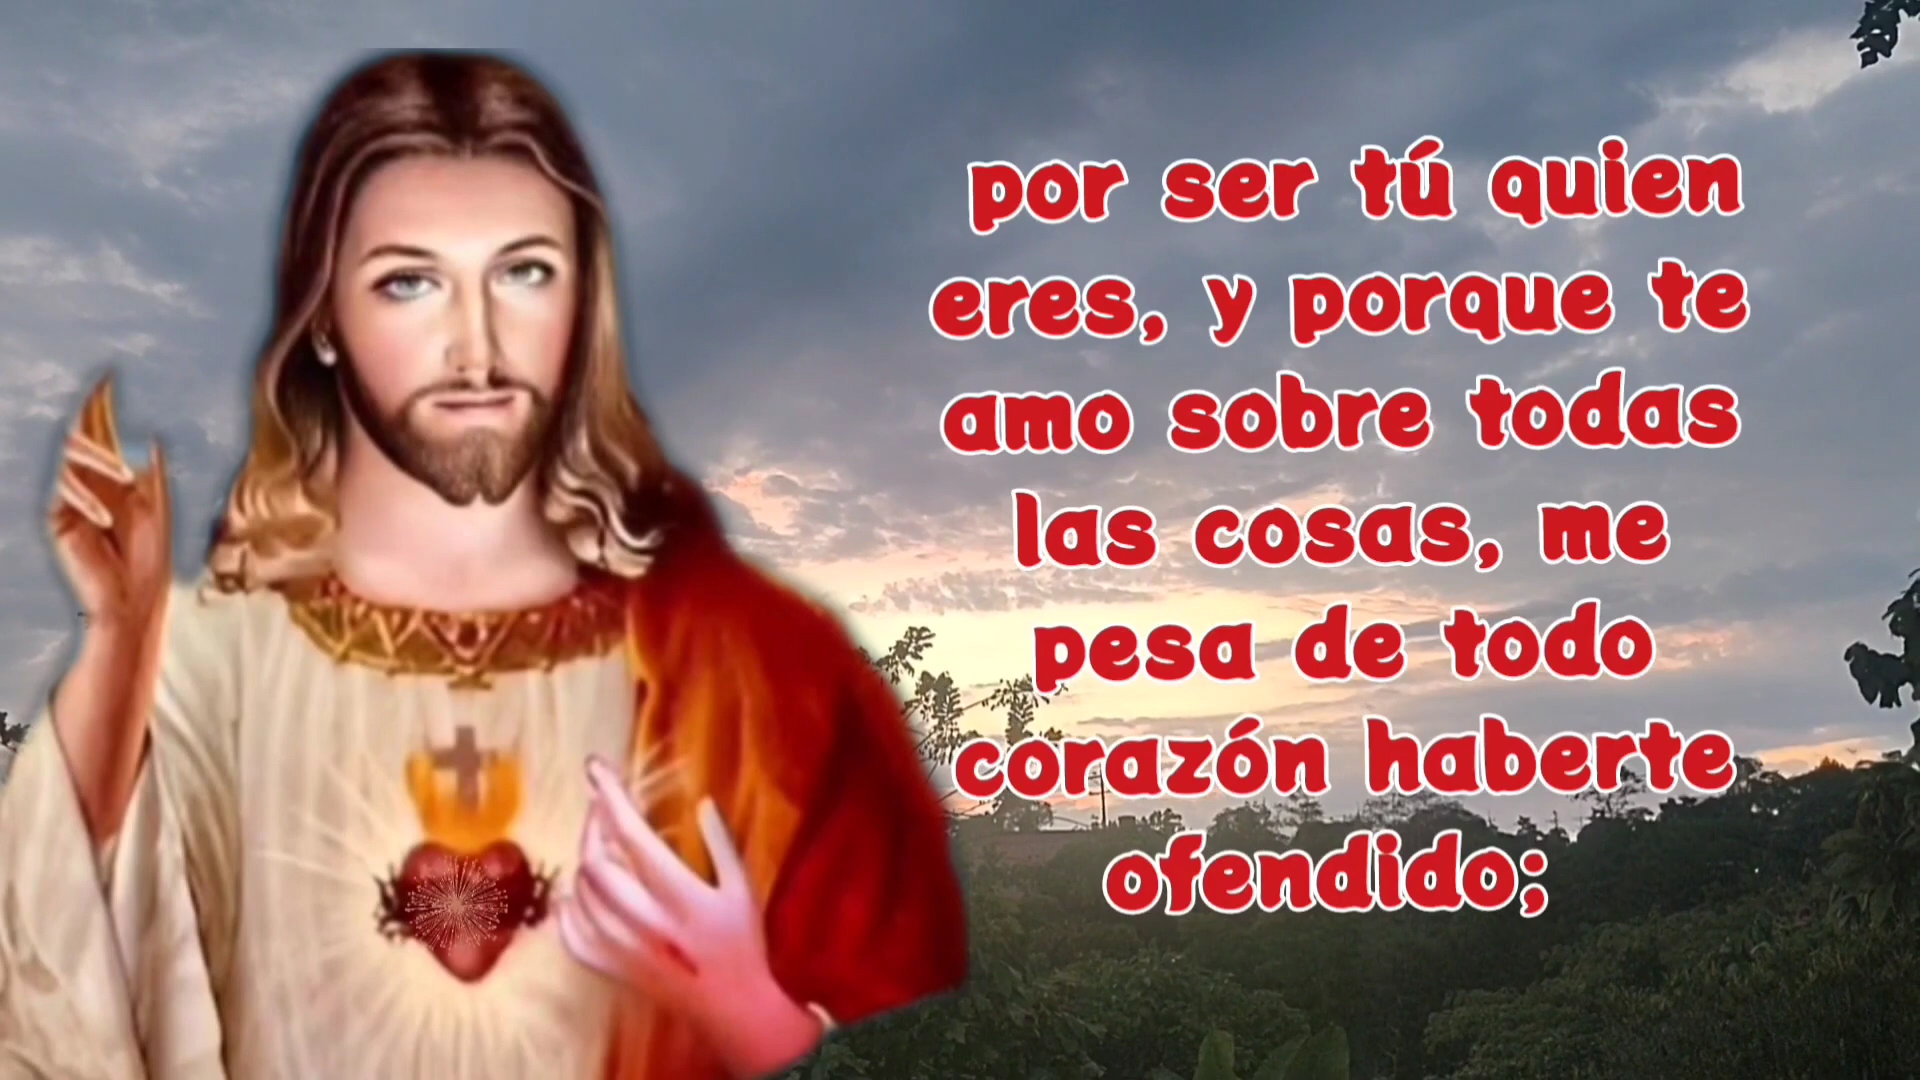 por ser tú quien
eres, y porque te
amo sobre todas
las cosas, me
pesa de todo
corazón haberte
ofendido;